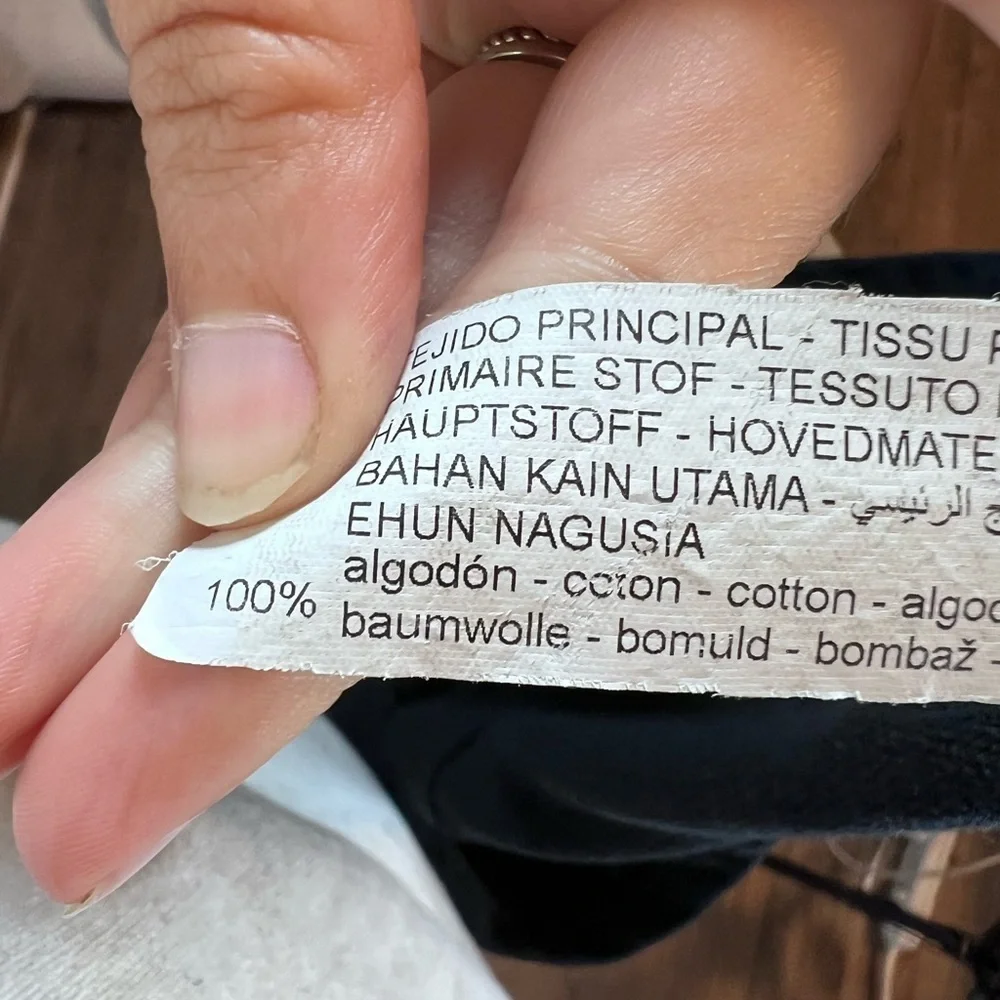 TEJIDO PRINCIPAL - TISSU
PRIMAIRE STOF - TESSUTO
HAUPTSTOFF - HOVEDMATE
BAHAN KAIN UTAMA - الرئيسي
EHUN NAGUSIA
algodón - coton - cotton - algod
100% baumwolle - bomuld - bombaž -